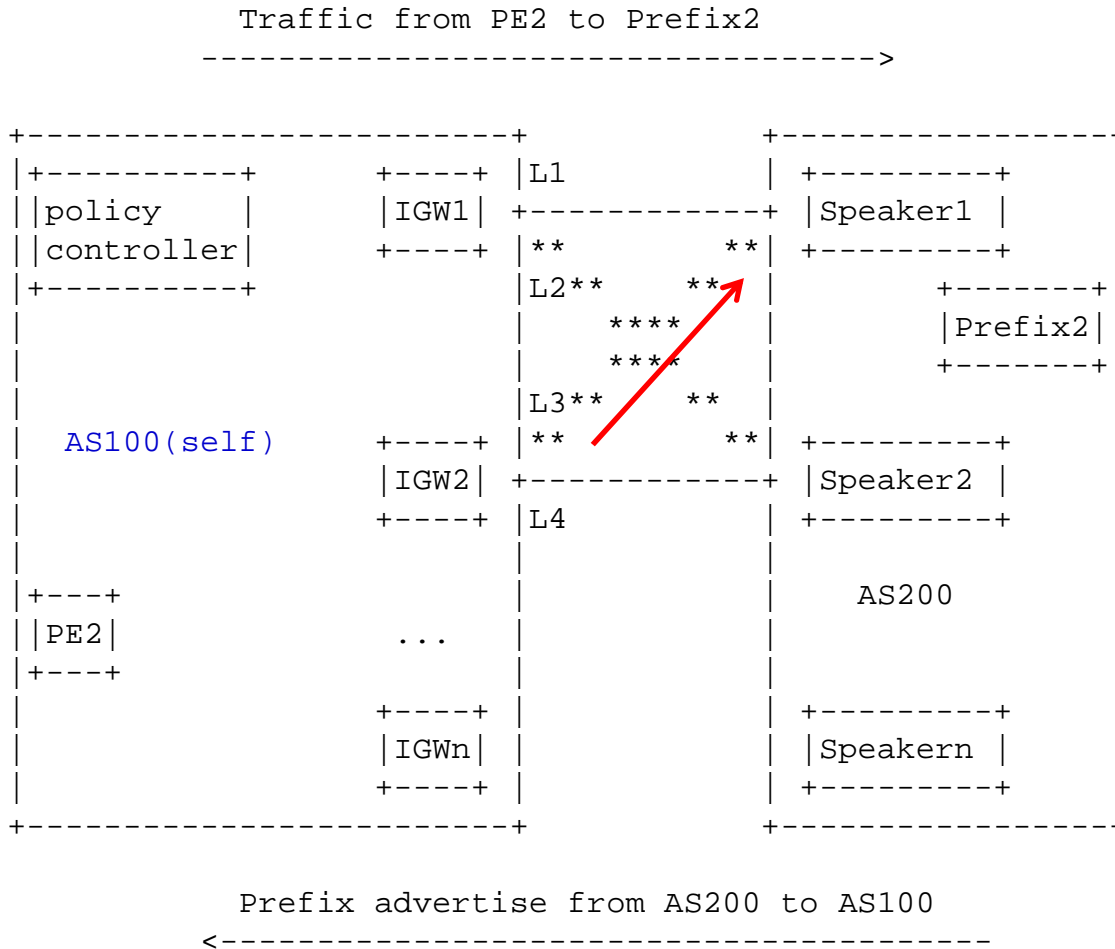 Traffic from PE2 to Prefix2
----------------------------------->
+-------------------------+ +------------------
|+----------+ +----+ |L1 | +---------+
||policy | |IGW1| +------------+ |Speaker1 |
||controller| +----+ |** **| +---------+
|+----------+ |L2** ** | +-------+
| | **** | |Prefix2|
| | **** | +-------+
| |L3** ** |
| AS100(self) +----+ |** **| +---------+
| |IGW2| +------------+ |Speaker2 |
| +----+ |L4 | +---------+
| | |
|+---+ | | AS200
||PE2| ... | |
|+---+ | |
| +----+ | | +---------+
| |IGWn| | | |Speakern |
| +----+ | | +---------+
+-------------------------+ +------------------
Prefix advertise from AS200 to AS100
<----------------------------------------